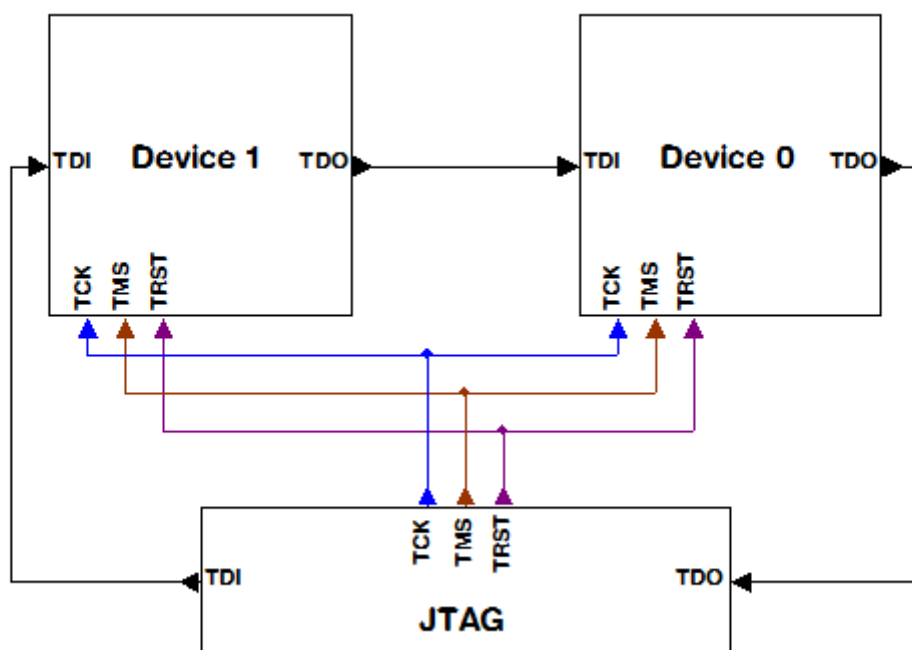 TDI Device 1 TDO
TCK TMS TRST
TDI Device 0 TDO
TCK TMS TRST
TCK TMS TRST
TDI TDO
JTAG